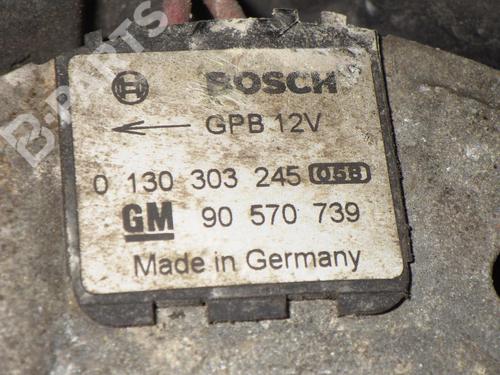 B-PARTS
BOSCH
GPB 12V
0 130 303 245 058
GM 90 570 739
Made in Germany